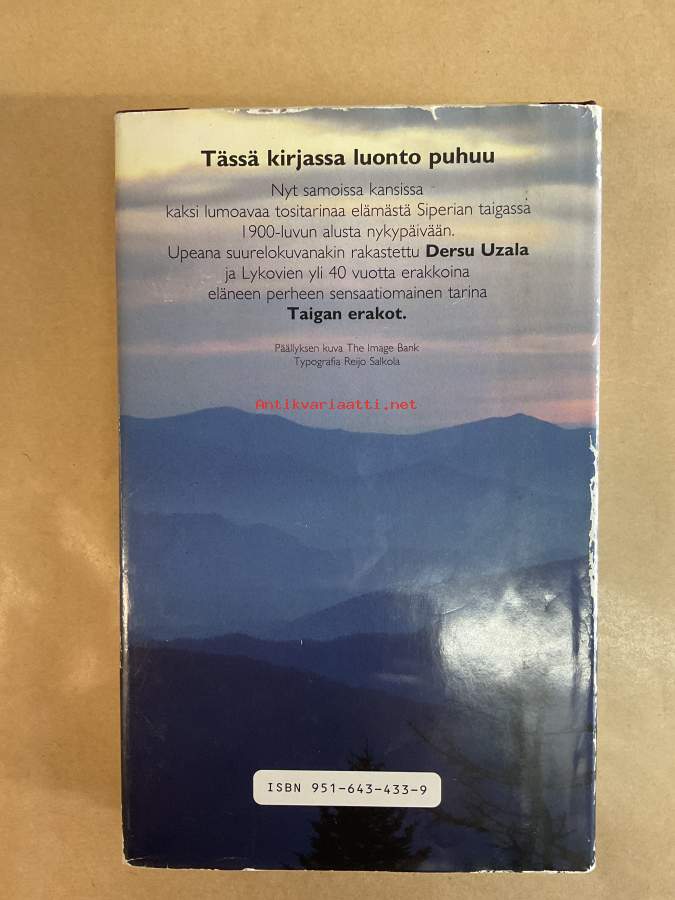 Tässä kirjassa luonto puhuu
Nyt samoissa kansissa
kaksi lumoavaa tositarinaa elämästä Siperian taigassa
1900-luvun alusta nykypäivään.
Upeana suurelokuvanakin rakastettu Dersu Uzala
ja Lykovien yli 40 vuotta erakkoina
eläneen perheen sensaatiomainen tarina
Taigan erakot.
Päällyksen kuva The Image Bank
Typografia Reijo Salkola
Antikvariaatti.net
ISBN 951-643-433-9